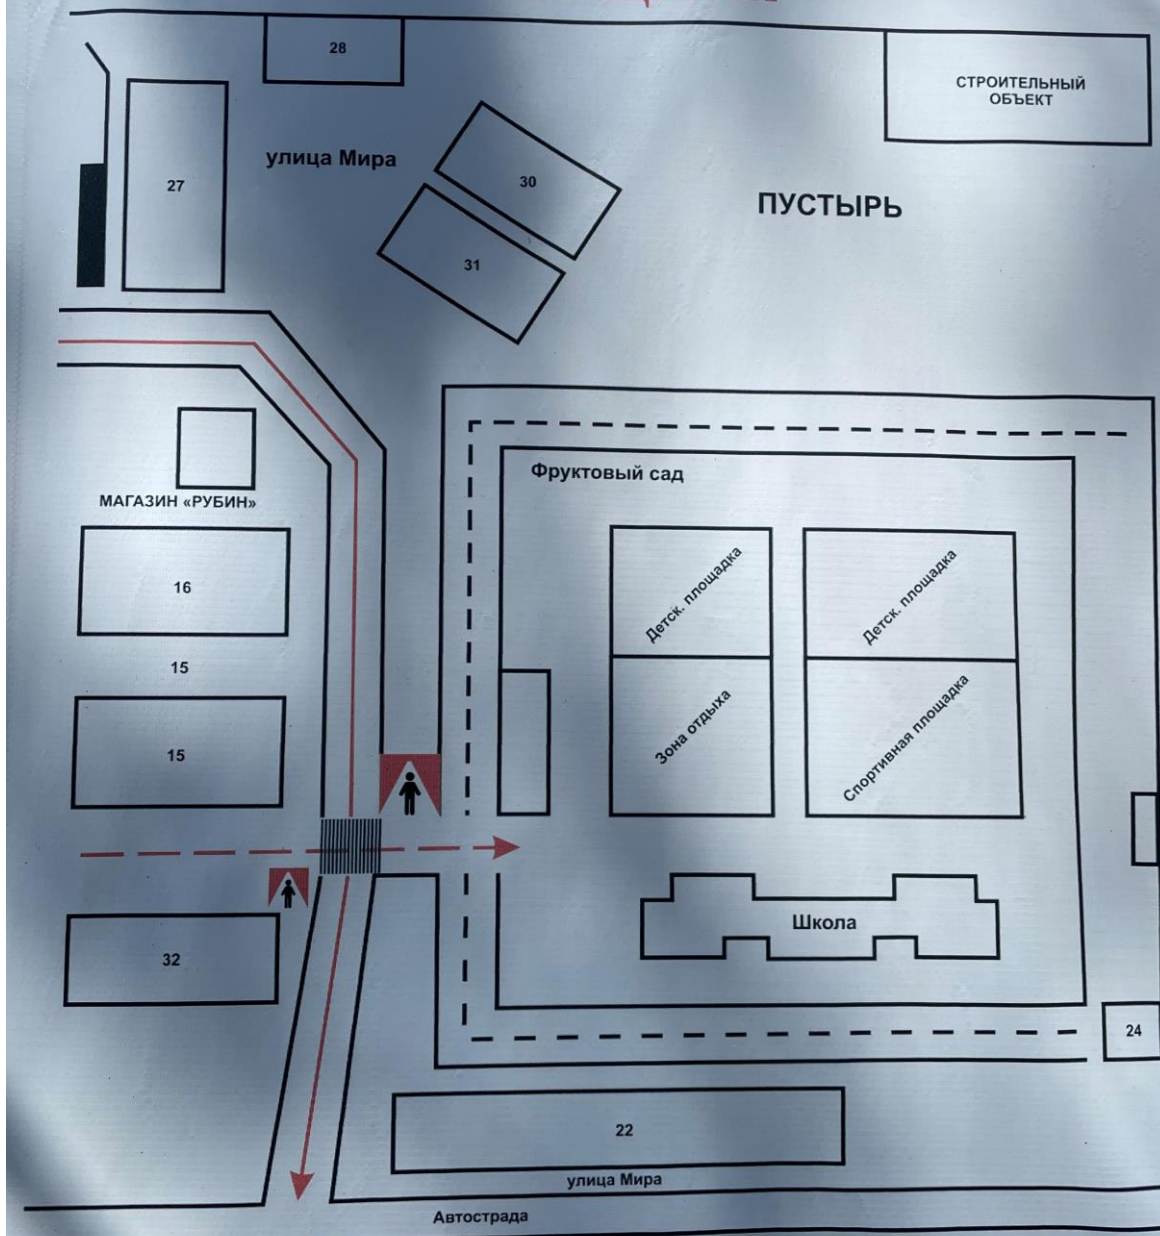 28
СТРОИТЕЛЬНЫЙ
ОБЪЕКТ
улица Мира
27
30
ПУСТЫРЬ
31
Фруктовый сад
МАГАЗИН «РУБИН»
16
Детск. площадка
Детск. площадка
15
15
Зона отдыха
Спортивная площадка
32
Школа
24
22
улица Мира
Автострада